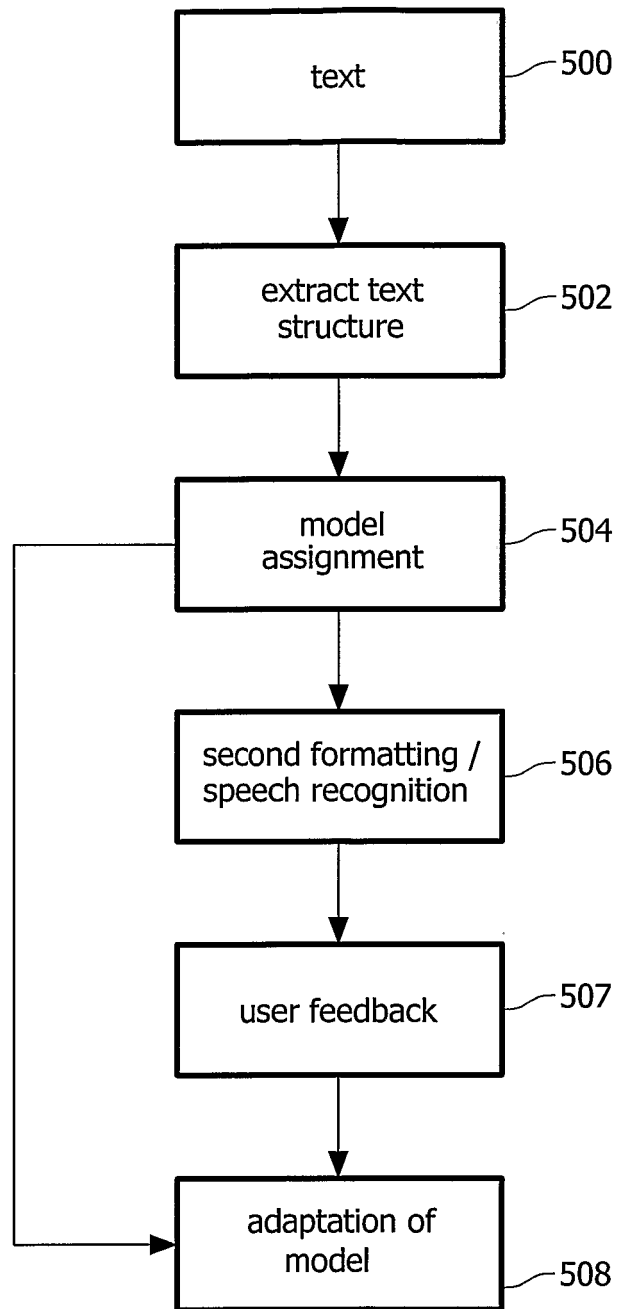 text
500
extract text
structure
502
model
assignment
504
second formatting /
speech recognition
506
user feedback
507
adaptation of
model
508